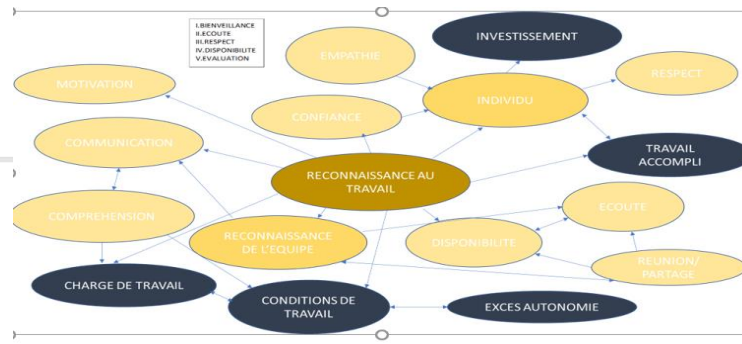 I.BIENVEILLANCE
II.ECOUTE
III.RESPECT
IV.DISPONIBILITE
V.EVALUATION
INVESTISSEMENT
EMPATHIE
RESPECT
MOTIVATION
INDIVIDU
CONFIANCE
COMMUNICATION
TRAVAIL
ACCOMPLI
RECONNAISSANCE AU
TRAVAIL
ECOUTE
COMPREHENSION
RECONNAISSANCE
DE L'EQUIPE
DISPONIBILITE
REUNION/
PARTAGE
CHARGE DE TRAVAIL
CONDITIONS DE
TRAVAIL
EXCES AUTONOMIE